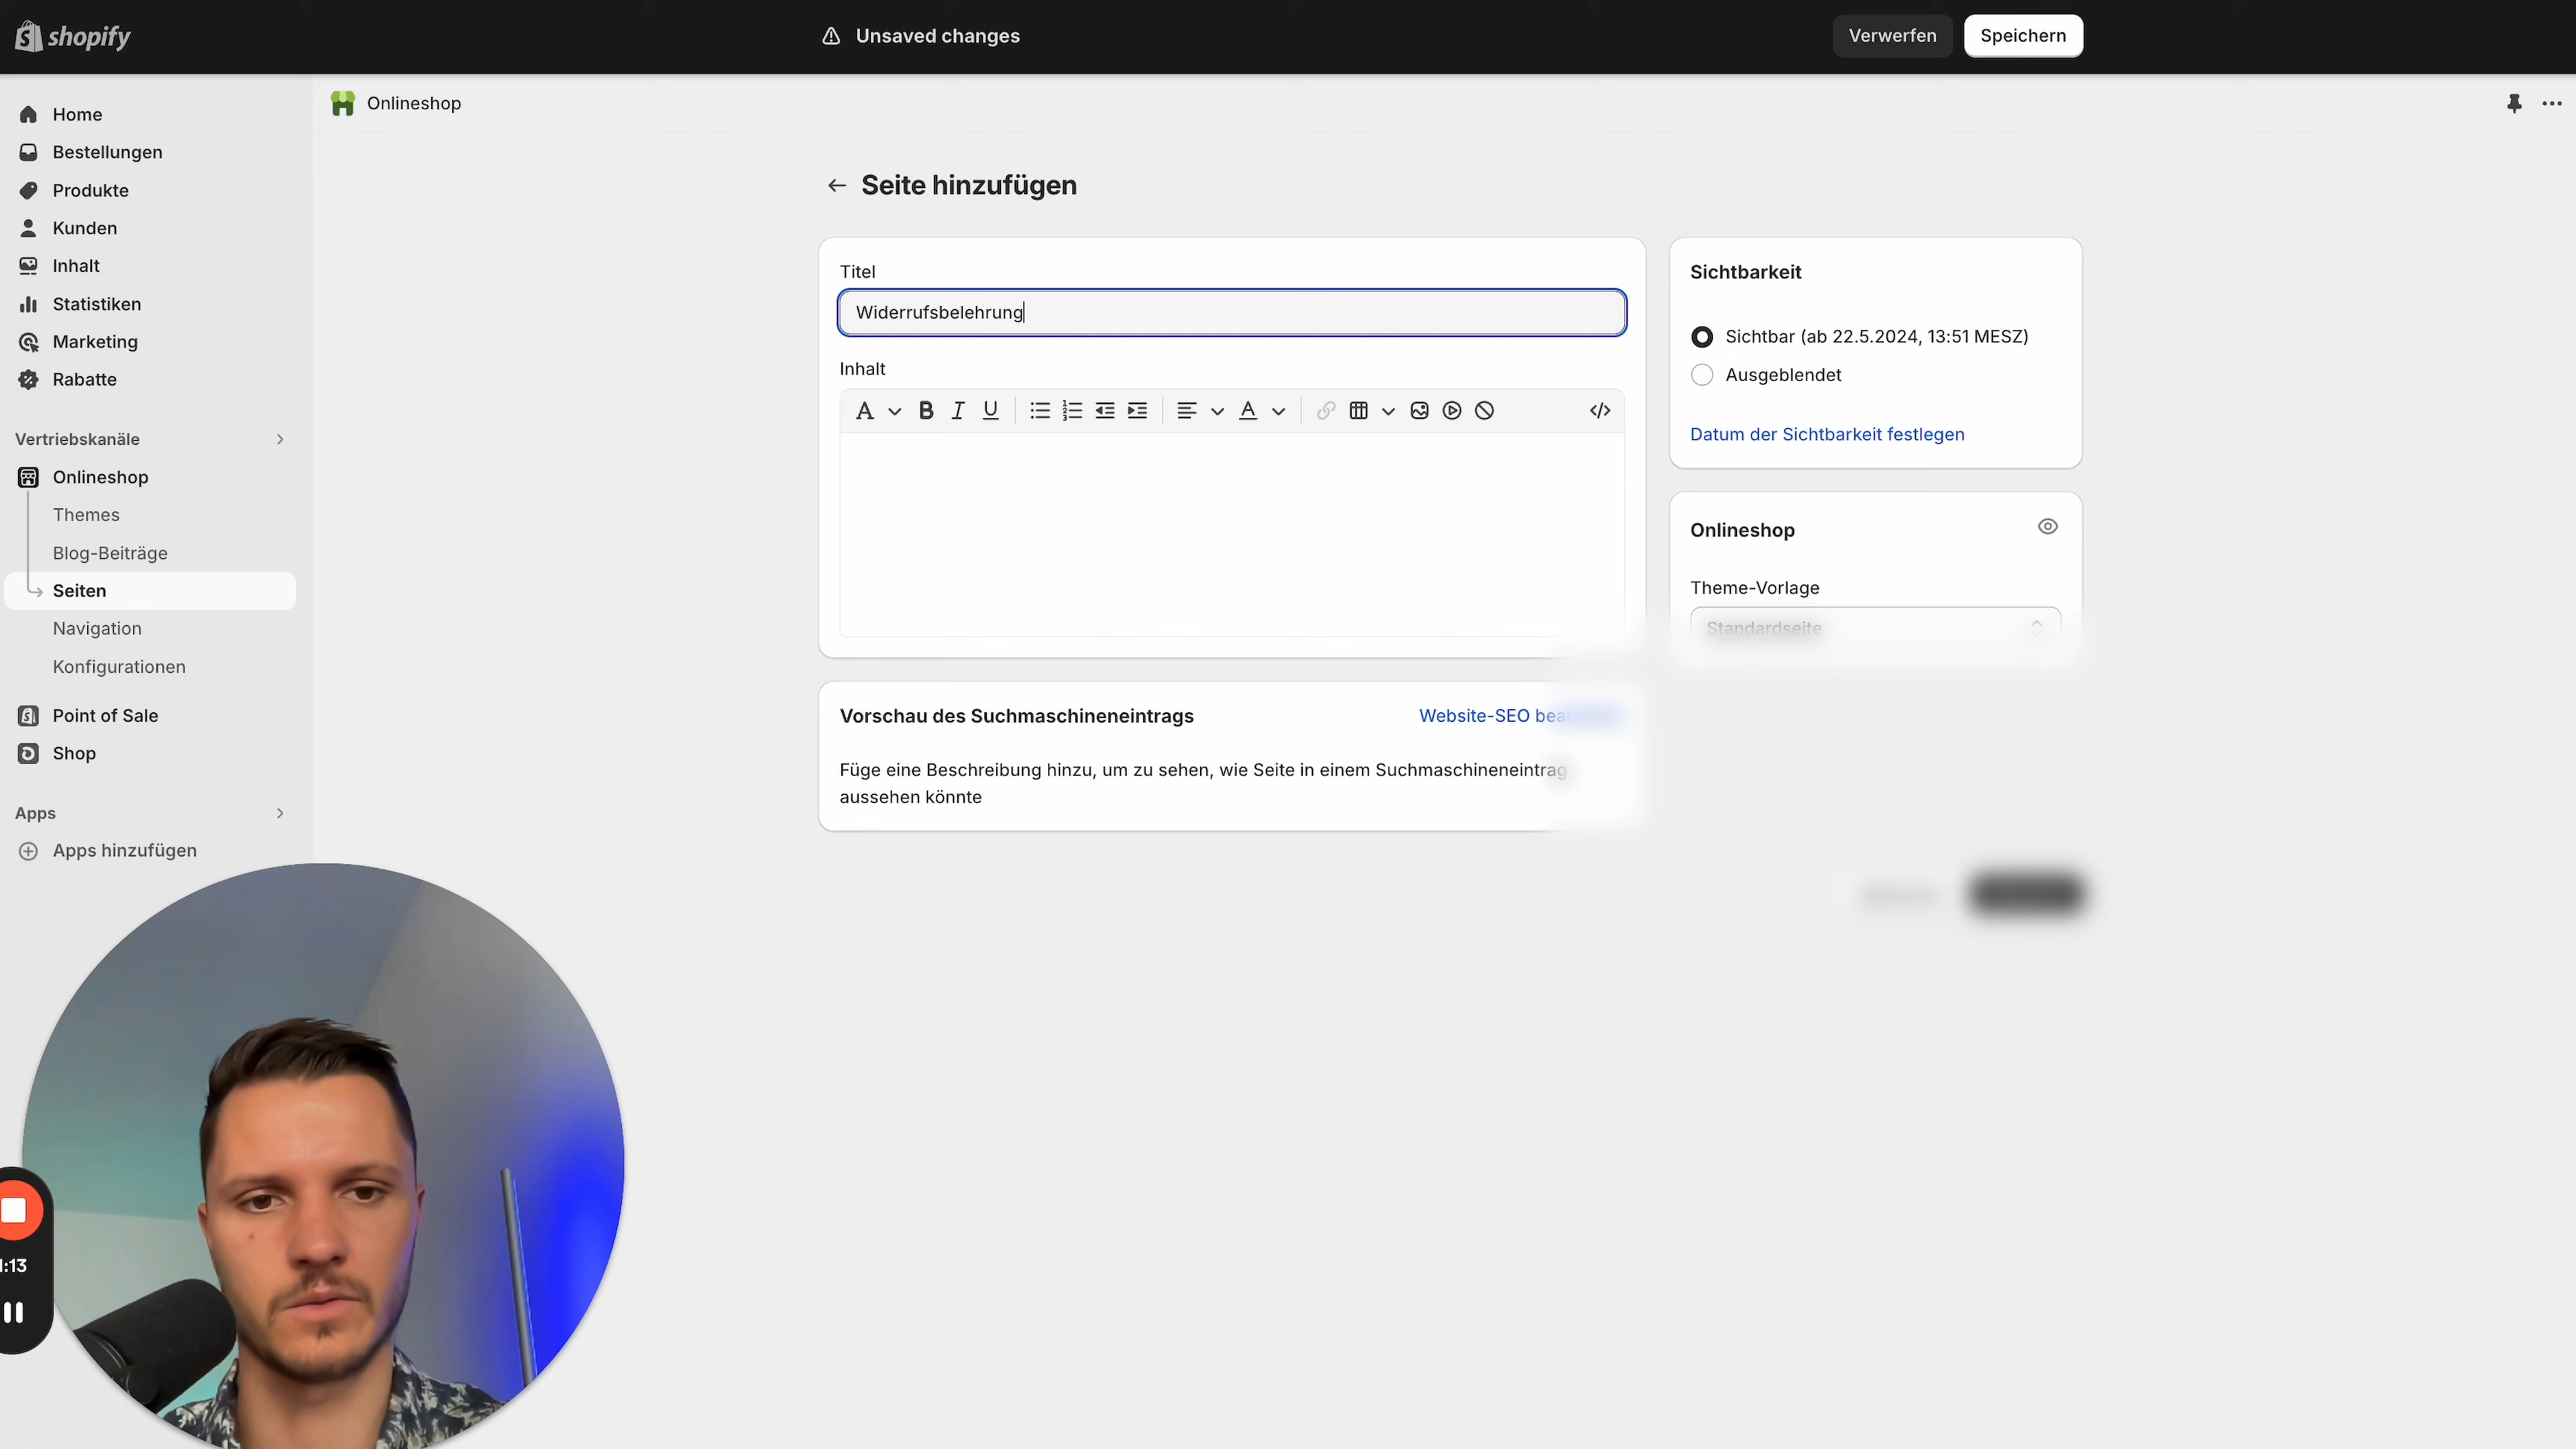 shopify
Unsaved changes
Verwerfen
Speichern
Home
Bestellungen
Produkte
Kunden
Inhalt
Statistiken
Marketing
Rabatte
Vertriebskanäle
Onlineshop
Themes
Blog-Beiträge
Seiten
Navigation
Konfigurationen
Point of Sale
Shop
Apps
Apps hinzufügen
Onlineshop
Seite hinzufügen
Titel
Widerrufsbelehrung
Inhalt
Vorschau des Suchmaschineneintrags
Website-SEO
Füge eine Beschreibung hinzu, um zu sehen, wie Seite in einem Suchmaschineneintrag
aussehen könnte
Sichtbarkeit
Sichtbar (ab 22.5.2024, 13:51 MESZ)
Ausgeblendet
Datum der Sichtbarkeit festlegen
Onlineshop
Theme-Vorlage
Standardseite
:13